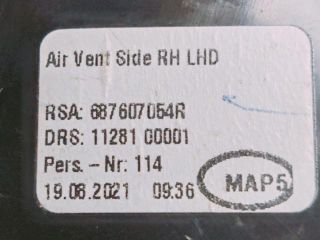 Air Vent Side RH LHD
RSA: 687607054R
DRS: 11281 00001
Pers. - Nr: 114
19.08.2021 09:36 MAP5